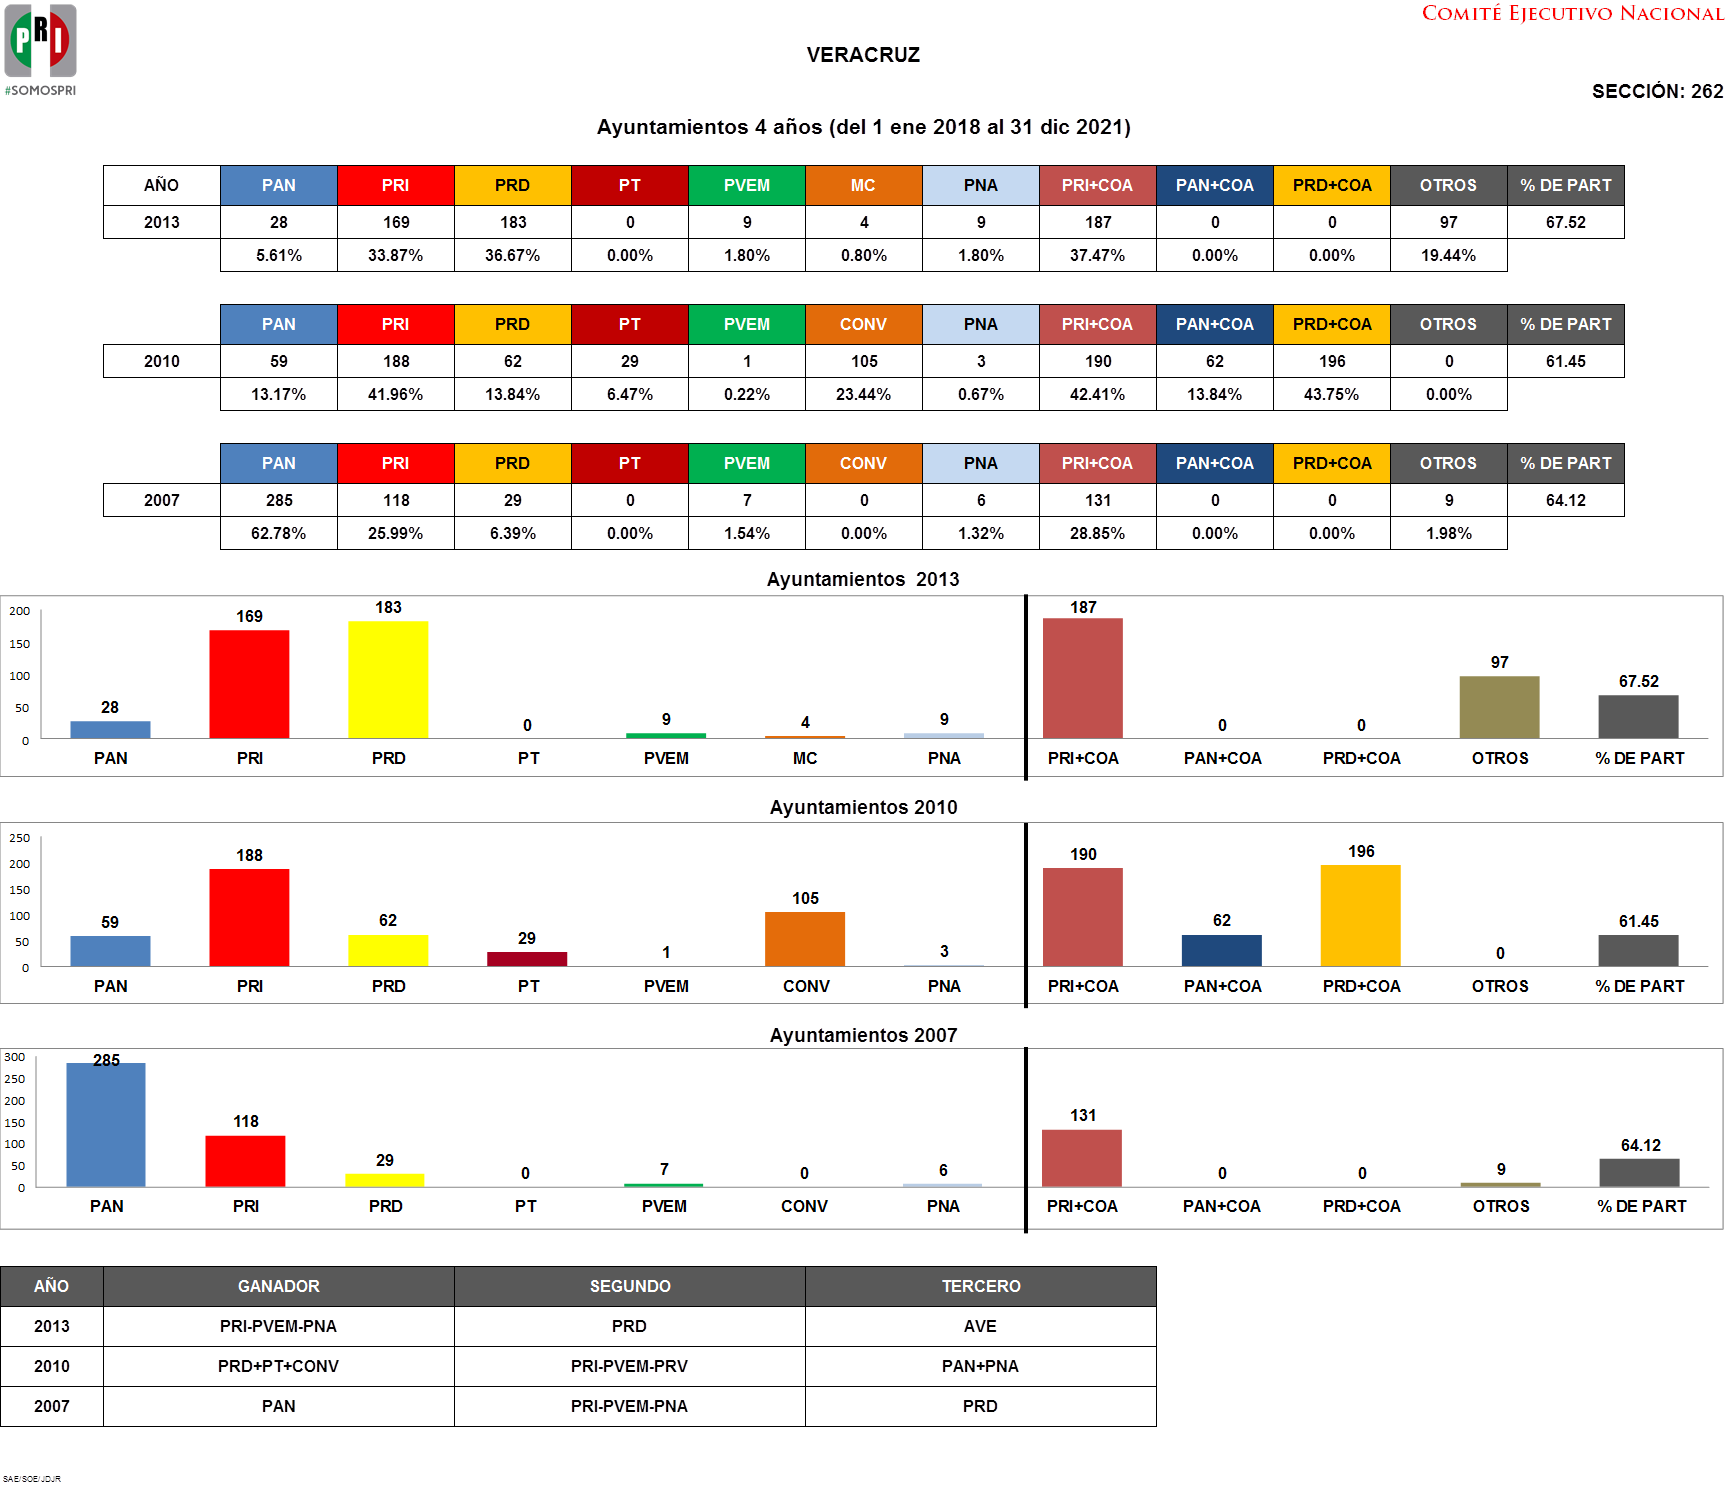 PRI
#SOMOSPRI
COMITÉ EJECUTIVO NACIONAL
VERACRUZ
SECCIÓN: 262
Ayuntamientos 4 años (del 1 ene 2018 al 31 dic 2021)
AÑO PAN PRI PRD PT PVEM MC PNA PRI+COA PAN+COA PRD+COA OTROS % DE PART
2013 28 169 183 0 9 4 9 187 0 0 97 67.52
5.61% 33.87% 36.67% 0.00% 1.80% 0.80% 1.80% 37.47% 0.00% 0.00% 19.44%
PAN PRI PRD PT PVEM CONV PNA PRI+COA PAN+COA PRD+COA OTROS % DE PART
2010 59 188 62 29 1 105 3 190 62 196 0 61.45
13.17% 41.96% 13.84% 6.47% 0.22% 23.44% 0.67% 42.41% 13.84% 43.75% 0.00%
PAN PRI PRD PT PVEM CONV PNA PRI+COA PAN+COA PRD+COA OTROS % DE PART
2007 285 118 29 0 7 0 6 131 0 0 9 64.12
62.78% 25.99% 6.39% 0.00% 1.54% 0.00% 1.32% 28.85% 0.00% 0.00% 1.98%
Ayuntamientos 2013
200
150
100
50
0
28 169 183 0 9 4 9 187 0 0 97 67.52
PAN PRI PRD PT PVEM MC PNA PRI+COA PAN+COA PRD+COA OTROS % DE PART
Ayuntamientos 2010
250
200
150
100
50
0
59 188 62 29 1 105 3 190 62 196 0 61.45
PAN PRI PRD PT PVEM CONV PNA PRI+COA PAN+COA PRD+COA OTROS % DE PART
Ayuntamientos 2007
300
250
200
150
100
50
0
285 118 29 0 7 0 6 131 0 0 9 64.12
PAN PRI PRD PT PVEM CONV PNA PRI+COA PAN+COA PRD+COA OTROS % DE PART
AÑO GANADOR SEGUNDO TERCERO
2013 PRI-PVEM-PNA PRD AVE
2010 PRD+PT+CONV PRI-PVEM-PRV PAN+PNA
2007 PAN PRI-PVEM-PNA PRD
SAE/SOE/JDJR